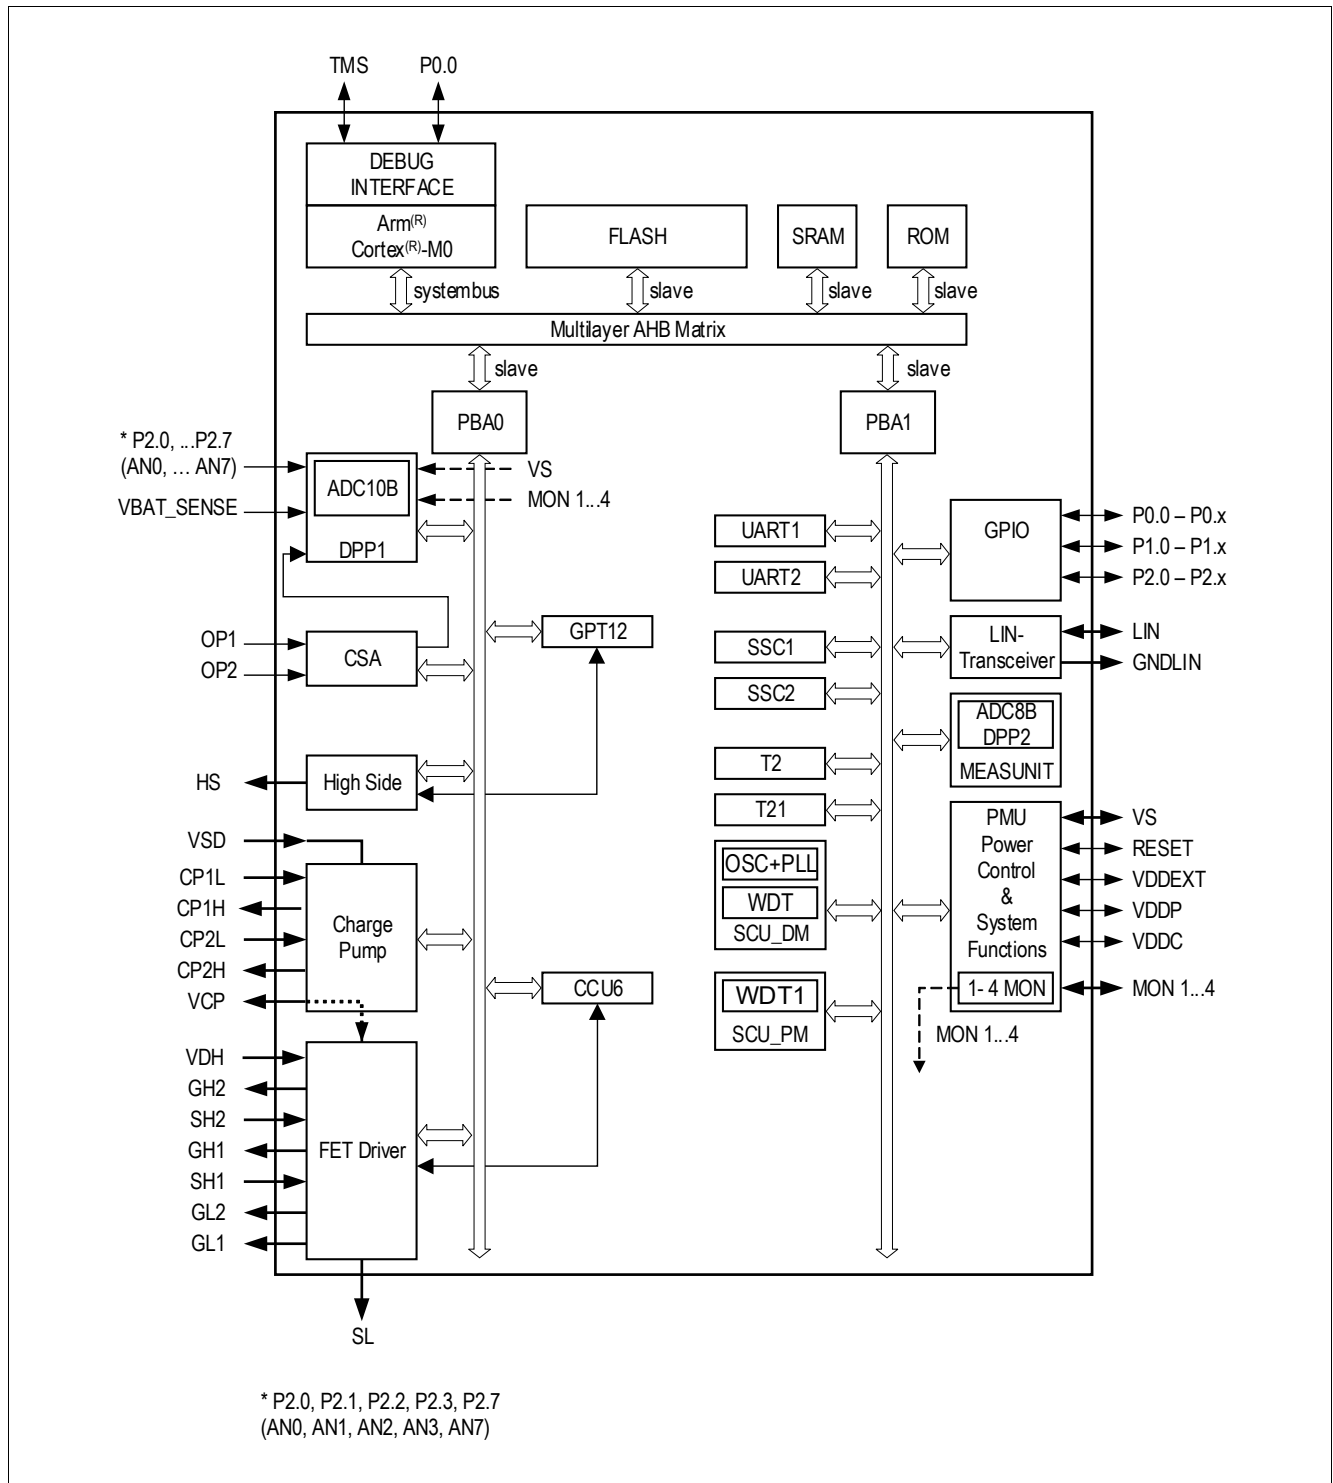 TMS P0.0
DEBUG
INTERFACE
Arm(R)
Cortex(R)-M0
FLASH
SRAM
ROM
systembus
slave
slave
slave
Multilayer AHB Matrix
slave
slave
PBA0
PBA1
* P2.0, ...P2.7
(AN0, ... AN7)
VBAT_SENSE
ADC10B
DPP1
VS
MON 1...4
UART1
UART2
GPIO
P0.0 – P0.x
P1.0 – P1.x
P2.0 – P2.x
OP1
OP2
CSA
GPT12
SSC1
SSC2
LIN-
Transceiver
LIN
GNDLIN
ADC8B
DPP2
MEASUNIT
HS
High Side
T2
T21
VSD
CP1L
CP1H
CP2L
CP2H
VCP
Charge
Pump
OSC+PLL
WDT
SCU_DM
PMU
Power
Control
&
System
Functions
1- 4 MON
VS
RESET
VDDEXT
VDDP
VDDC
MON 1...4
CCU6
WDT1
SCU_PM
MON 1...4
VDH
GH2
SH2
GH1
SH1
GL2
GL1
FET Driver
SL
* P2.0, P2.1, P2.2, P2.3, P2.7
(AN0, AN1, AN2, AN3, AN7)